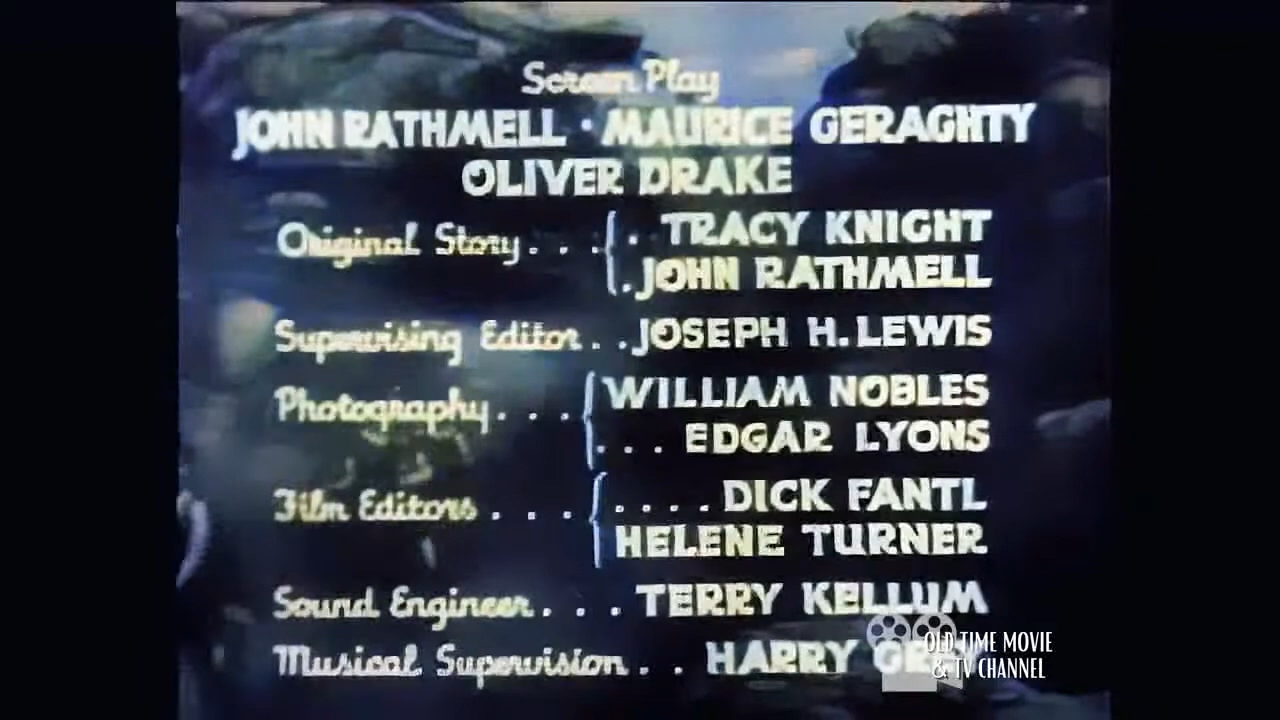 Screen Play
JOHN RATHMELL · MAURICE GERAGHTY
OLIVER DRAKE
Original Story . . . . TRACY KNIGHT
. JOHN RATHMELL
Supervising Editor . . JOSEPH H. LEWIS
Photography . . . WILLIAM NOBLES
. . . EDGAR LYONS
Film Editors . . . . . . . DICK FANTL
HELENE TURNER
Sound Engineer . . . TERRY KELLUM
Musical Supervision . . HARRY
OLD TIME MOVIE
& TV CHANNEL